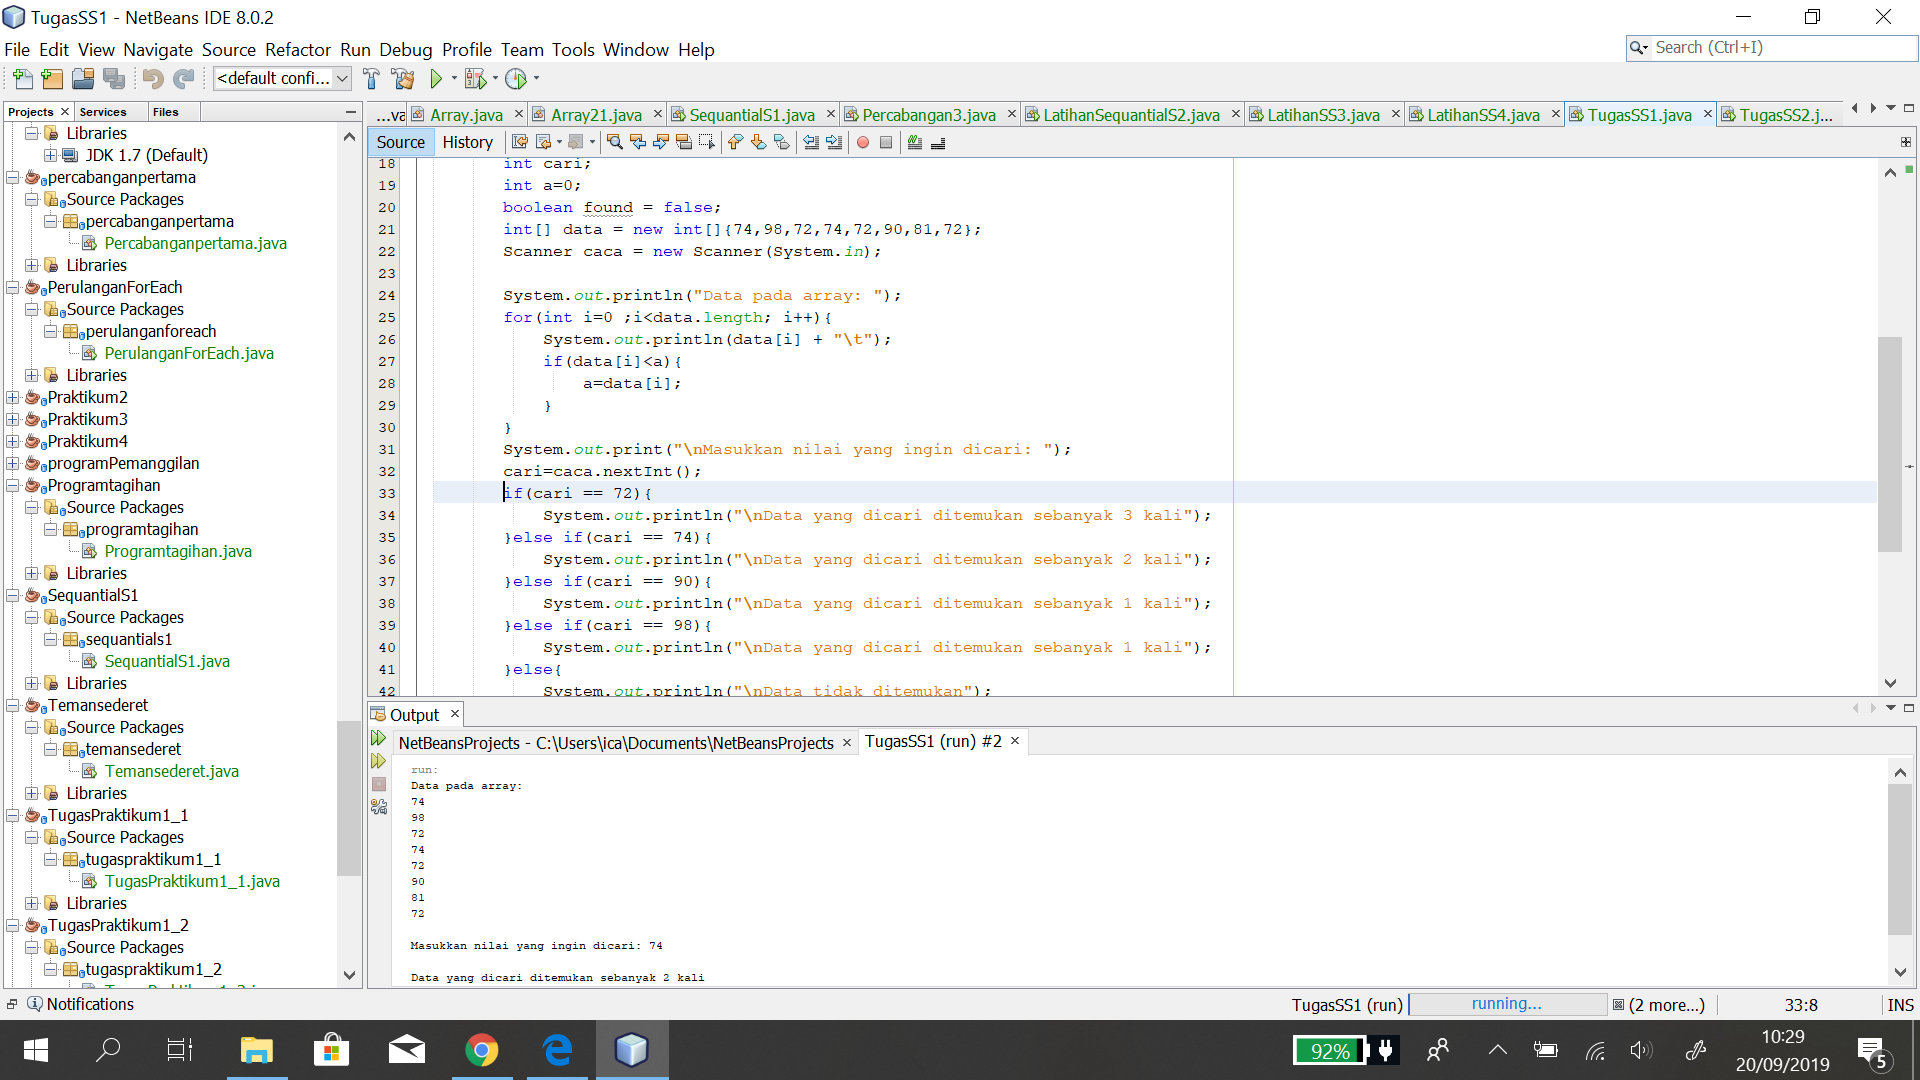 TugasSS1 - NetBeans IDE 8.0.2
File Edit View Navigate Source Refactor Run Debug Profile Team Tools Window Help
Search (Ctrl+I)
<default confi...
Projects Services Files
Libraries
JDK 1.7 (Default)
percabanganpertama
Source Packages
percabanganpertama
Percabanganpertama.java
Libraries
PerulanganForEach
Source Packages
perulanganforeach
PerulanganForEach.java
Libraries
Praktikum2
Praktikum3
Praktikum4
programPemanggilan
Programtagihan
Source Packages
programtagihan
Programtagihan.java
Libraries
SequantialS1
Source Packages
sequantials1
SequantialS1.java
Libraries
Temansederet
Source Packages
temansederet
Temansederet.java
Libraries
TugasPraktikum1_1
Source Packages
tugaspraktikum1_1
TugasPraktikum1_1.java
Libraries
TugasPraktikum1_2
Source Packages
tugaspraktikum1_2
...va Array.java Array21.java SequantialS1.java Percabangan3.java LatihanSequantialS2.java LatihanSS3.java LatihanSS4.java TugasSS1.java TugasSS2.j...
Source History
18 int cari;
19 int a=0;
20 boolean found = false;
21 int[] data = new int[]{74,98,72,74,72,90,81,72};
22 Scanner caca = new Scanner(System.in);
23
24 System.out.println("Data pada array: ");
25 for(int i=0 ;i<data.length; i++){
26 System.out.println(data[i] + "\t");
27 if(data[i]<a){
28 a=data[i];
29 }
30 }
31 System.out.print("\nMasukkan nilai yang ingin dicari: ");
32 cari=caca.nextInt();
33 if(cari == 72){
34 System.out.println("\nData yang dicari ditemukan sebanyak 3 kali");
35 }else if(cari == 74){
36 System.out.println("\nData yang dicari ditemukan sebanyak 2 kali");
37 }else if(cari == 90){
38 System.out.println("\nData yang dicari ditemukan sebanyak 1 kali");
39 }else if(cari == 98){
40 System.out.println("\nData yang dicari ditemukan sebanyak 1 kali");
41 }else{
42 System.out.println("\nData tidak ditemukan");
Output
NetBeansProjects - C:\Users\ica\Documents\NetBeansProjects TugasSS1 (run) #2
run:
Data pada array:
74
98
72
74
72
90
81
72
Masukkan nilai yang ingin dicari: 74
Data yang dicari ditemukan sebanyak 2 kali
Notifications
TugasSS1 (run) running... (2 more...) 33:8 INS
92%
10:29
20/09/2019
5